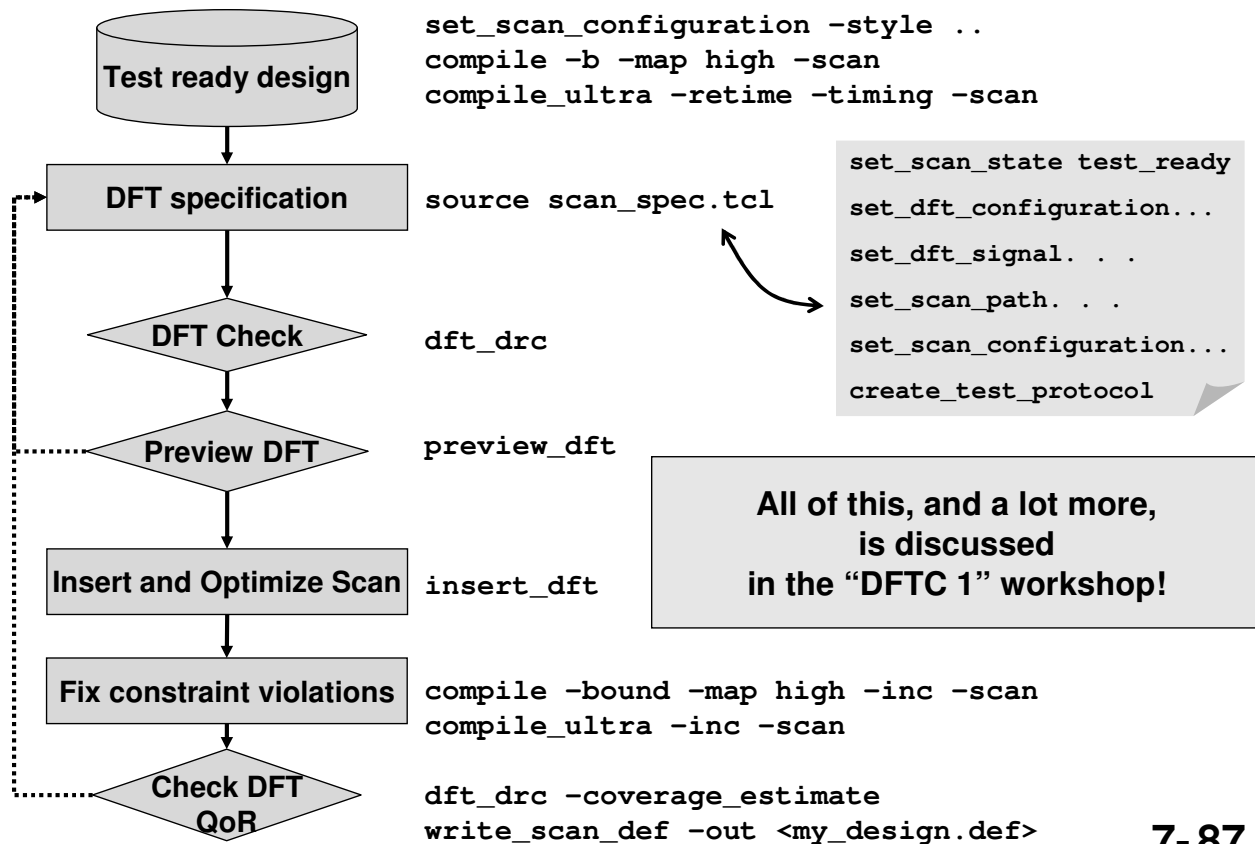 set_scan_configuration –style ..
compile –b –map high –scan
compile_ultra –retime –timing –scan
Test ready design
DFT specification
source scan_spec.tcl
set_scan_state test_ready
set_dft_configuration...
set_dft_signal. . .
set_scan_path. . .
set_scan_configuration...
create_test_protocol
DFT Check
dft_drc
Preview DFT
preview_dft
All of this, and a lot more,
is discussed
in the “DFTC 1” workshop!
Insert and Optimize Scan
insert_dft
Fix constraint violations
compile –bound –map high –inc –scan
compile_ultra –inc –scan
Check DFT
QoR
dft_drc –coverage_estimate
write_scan_def –out <my_design.def>
7-87